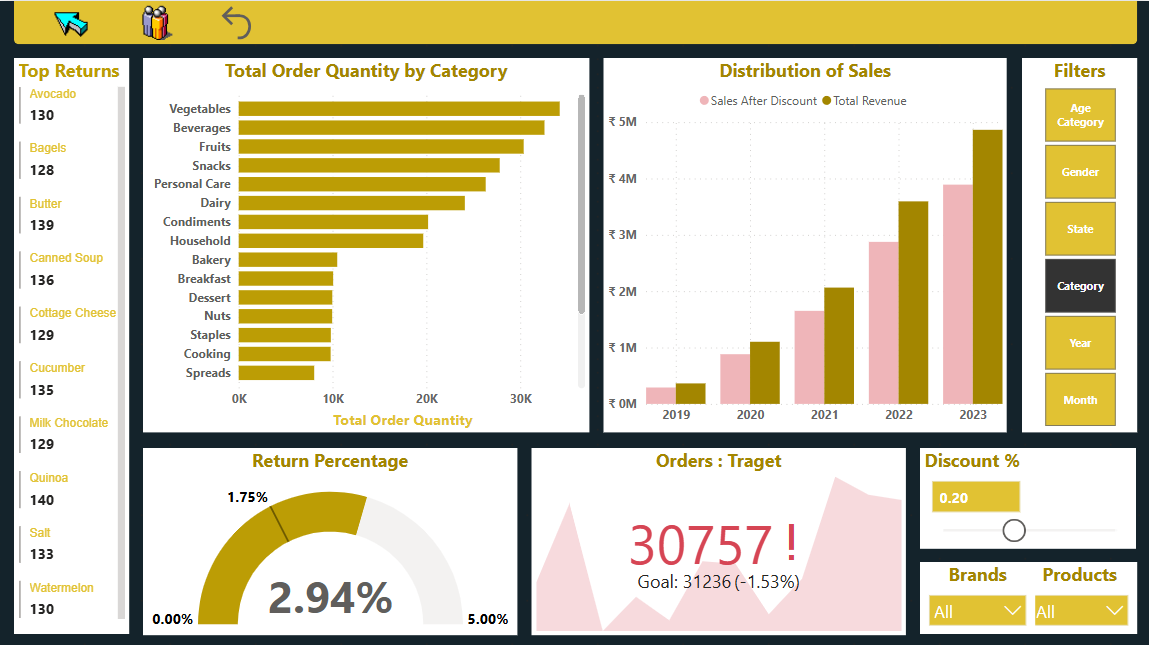 Top Returns
Avocado
130
Bagels
128
Butter
139
Canned Soup
136
Cottage Cheese
129
Cucumber
135
Milk Chocolate
129
Quinoa
140
Salt
133
Watermelon
130
Total Order Quantity by Category
Vegetables
Beverages
Fruits
Snacks
Personal Care
Dairy
Condiments
Household
Bakery
Breakfast
Dessert
Nuts
Staples
Cooking
Spreads
0K 10K 20K 30K
Total Order Quantity
Distribution of Sales
Sales After Discount Total Revenue
₹ 5M
₹ 4M
₹ 3M
₹ 2M
₹ 1M
₹ 0M
2019 2020 2021 2022 2023
Filters
Age
Category
Gender
State
Category
Year
Month
Return Percentage
1.75%
2.94%
0.00%
5.00%
Orders : Traget
30757 !
Goal: 31236 (-1.53%)
Discount %
0.20
Brands
All
Products
All